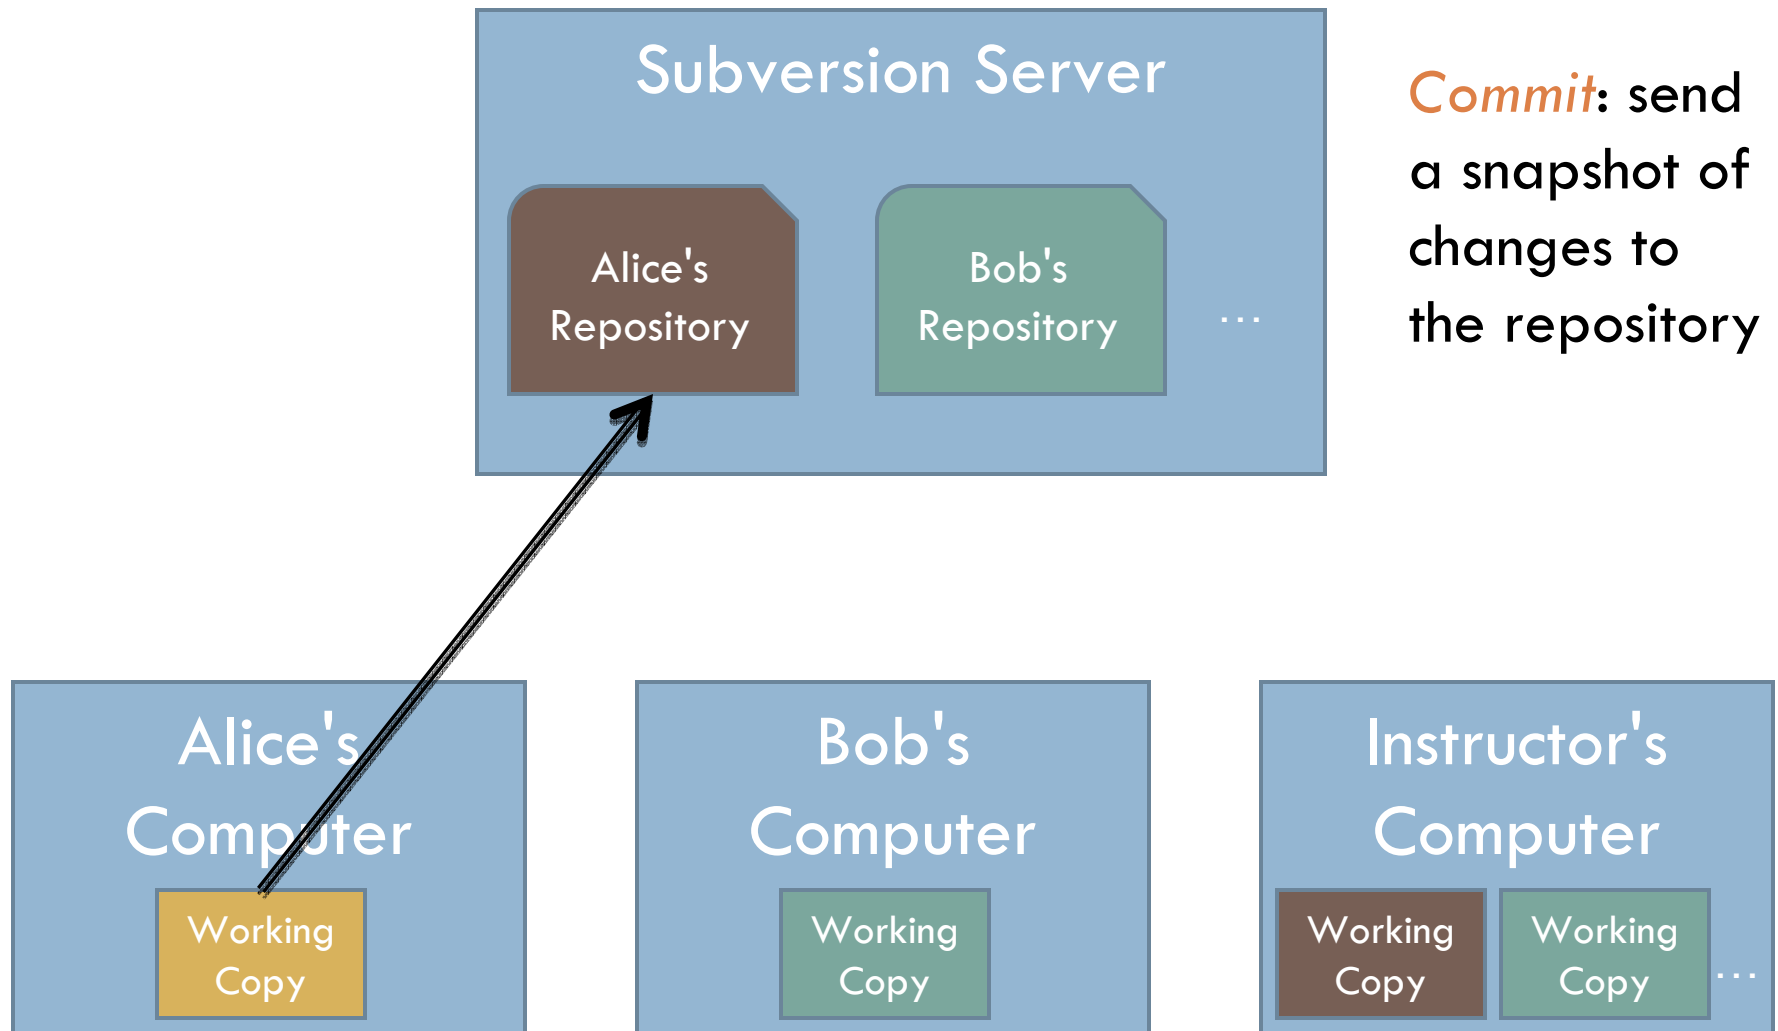 Subversion Server
Commit: send
a snapshot of
changes to
the repository
Alice's
Repository
Bob's
Repository
...
Alice's
Computer
Working
Copy
Bob's
Computer
Working
Copy
Instructor's
Computer
Working
Copy
Working
Copy
...